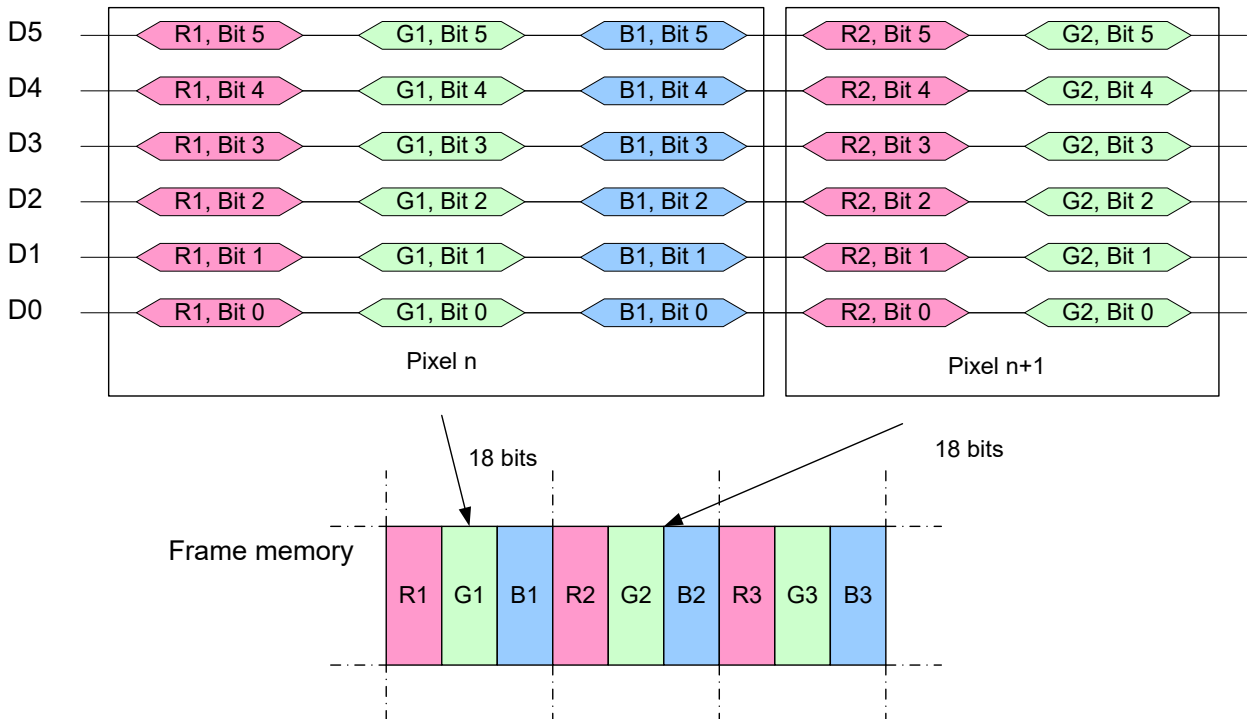 D5 R1, Bit 5 G1, Bit 5 B1, Bit 5 R2, Bit 5 G2, Bit 5
D4 R1, Bit 4 G1, Bit 4 B1, Bit 4 R2, Bit 4 G2, Bit 4
D3 R1, Bit 3 G1, Bit 3 B1, Bit 3 R2, Bit 3 G2, Bit 3
D2 R1, Bit 2 G1, Bit 2 B1, Bit 2 R2, Bit 2 G2, Bit 2
D1 R1, Bit 1 G1, Bit 1 B1, Bit 1 R2, Bit 1 G2, Bit 1
D0 R1, Bit 0 G1, Bit 0 B1, Bit 0 R2, Bit 0 G2, Bit 0
Pixel n Pixel n+1
18 bits 18 bits
Frame memory
R1 G1 B1 R2 G2 B2 R3 G3 B3